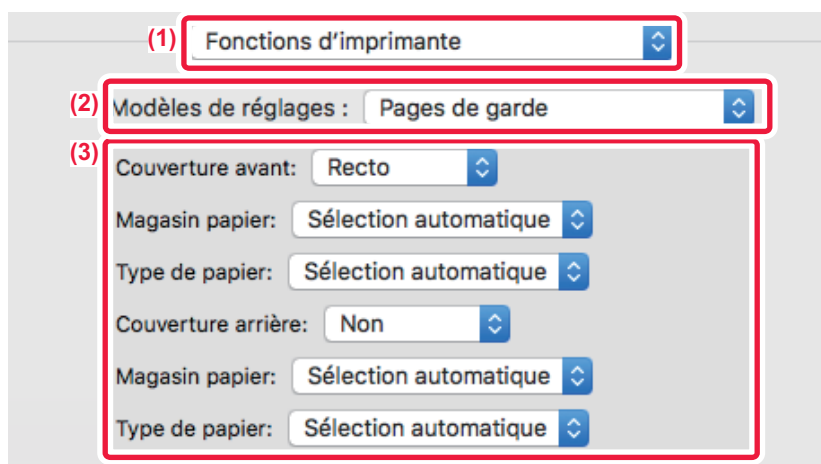 (1) Fonctions d'imprimante
(2) Modèles de réglages : Pages de garde
(3)
Couverture avant: Recto
Magasin papier: Sélection automatique
Type de papier: Sélection automatique
Couverture arrière: Non
Magasin papier: Sélection automatique
Type de papier: Sélection automatique